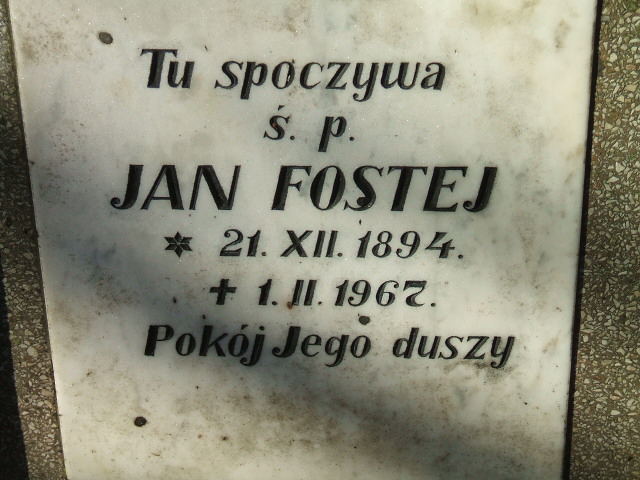 Tu spoczywa
ś. p.
JAN FOSTEJ
* 21. XII. 1894.
✝ 1. II. 1967.
Pokój Jego duszy